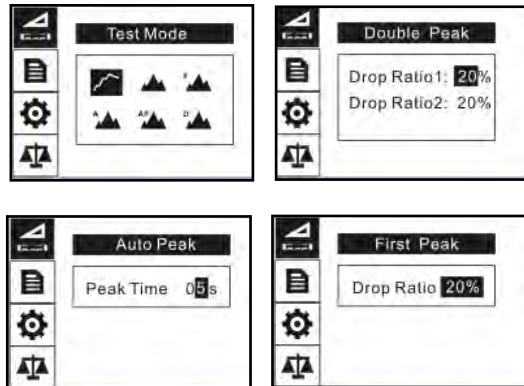 Test Mode
F
A AF D
Double Peak
Drop Ratio1: 20%
Drop Ratio2: 20%
Auto Peak
Peak Time 05s
First Peak
Drop Ratio 20%